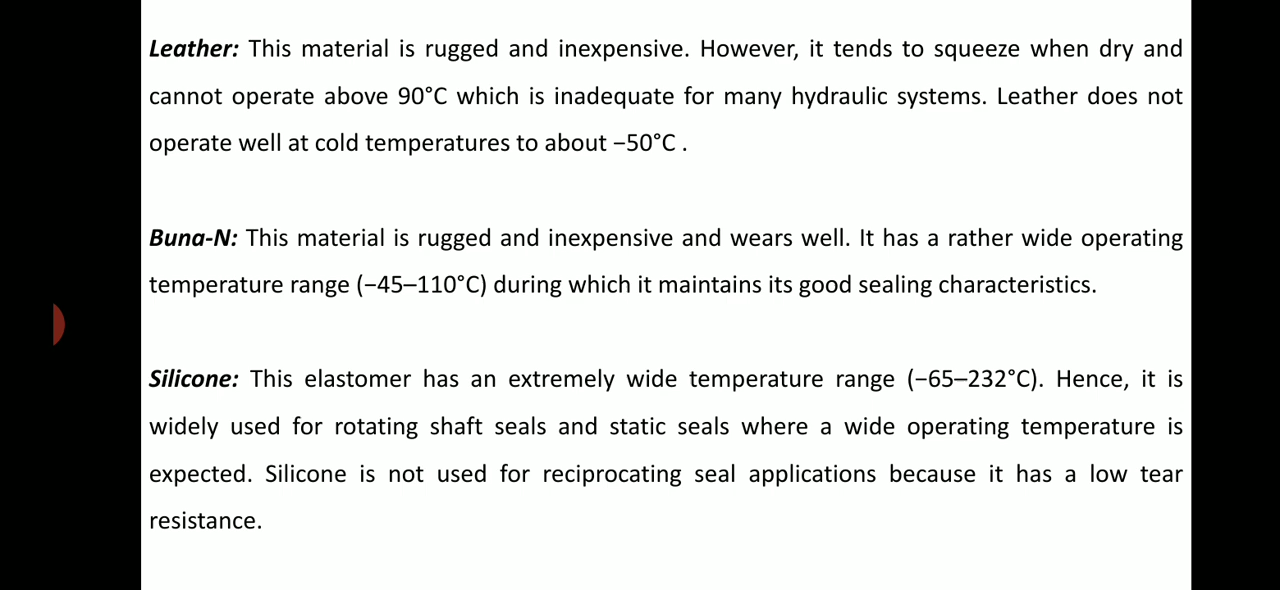 Leather: This material is rugged and inexpensive. However, it tends to squeeze when dry and
cannot operate above 90°C which is inadequate for many hydraulic systems. Leather does not
operate well at cold temperatures to about −50°C .
Buna-N: This material is rugged and inexpensive and wears well. It has a rather wide operating
temperature range (−45–110°C) during which it maintains its good sealing characteristics.
Silicone: This elastomer has an extremely wide temperature range (−65–232°C). Hence, it is
widely used for rotating shaft seals and static seals where a wide operating temperature is
expected. Silicone is not used for reciprocating seal applications because it has a low tear
resistance.